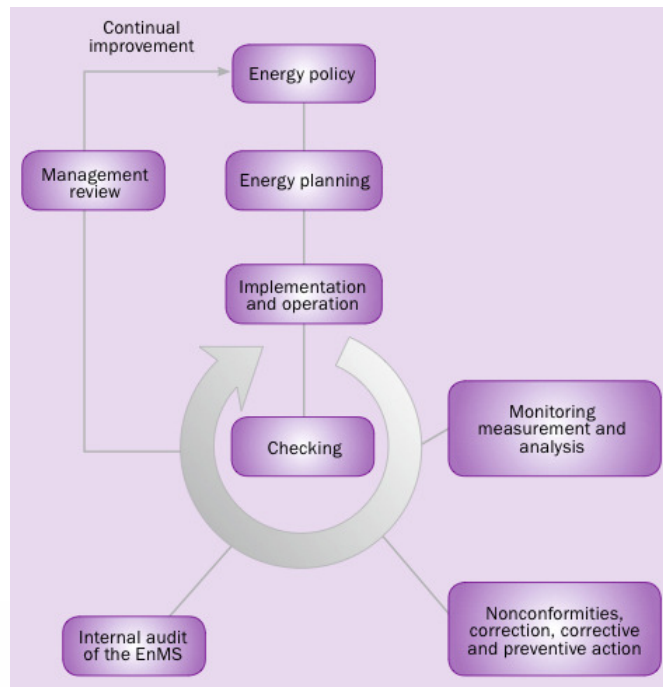 Continual
improvement
Energy policy
Management
review
Energy planning
Implementation
and operation
Checking
Monitoring
measurement and
analysis
Internal audit
of the EnMS
Nonconformities,
correction, corrective
and preventive action